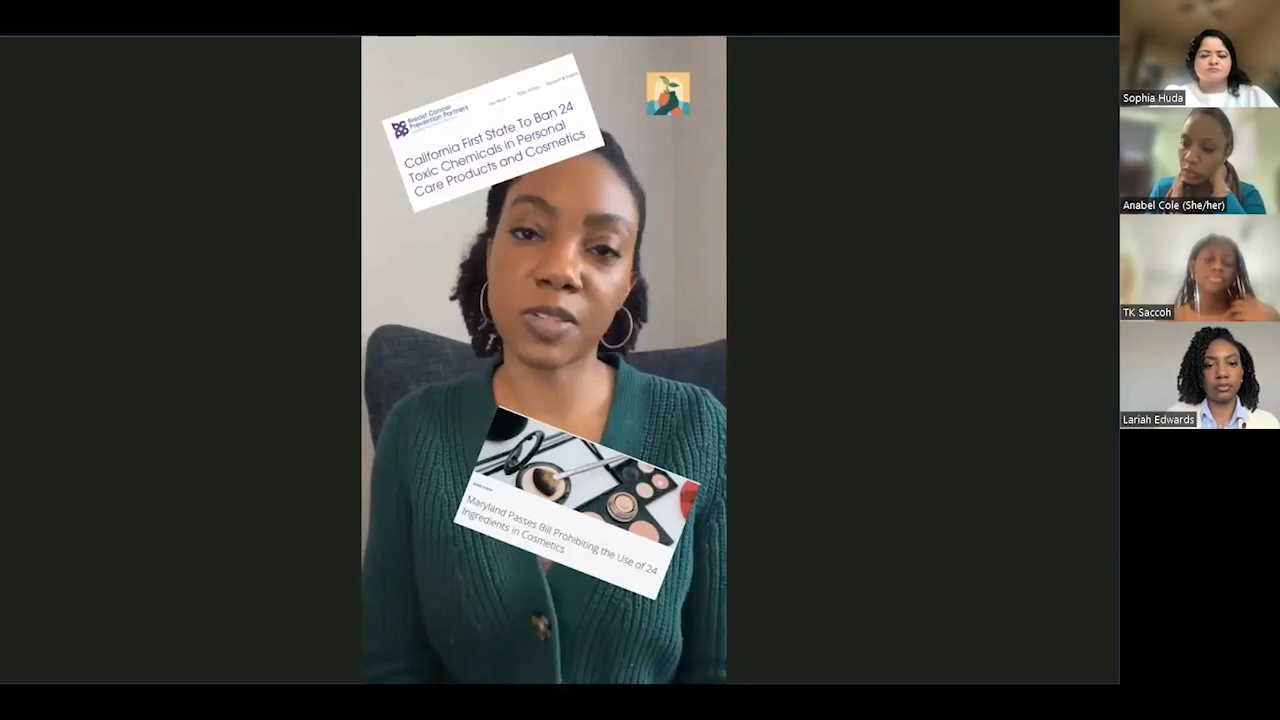 Breast Cancer
Prevention Partners
California First State To Ban 24
Toxic Chemicals in Personal
Care Products and Cosmetics
Maryland Passes Bill Prohibiting the Use of 24
Ingredients in Cosmetics
Sophia Huda
Anabel Cole (She/her)
TK Saccoh
Lariah Edwards